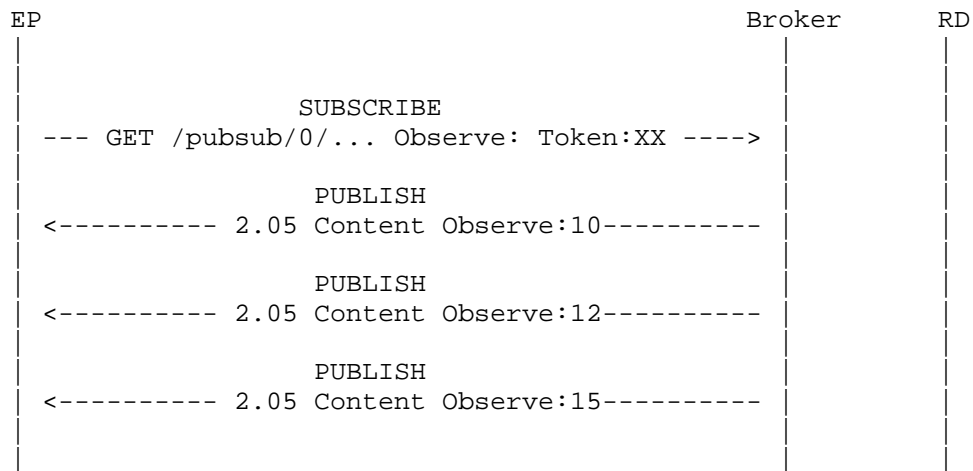 EP Broker RD
SUBSCRIBE
--- GET /pubsub/0/... Observe: Token:XX ---->
PUBLISH
<---------- 2.05 Content Observe:10----------
PUBLISH
<---------- 2.05 Content Observe:12----------
PUBLISH
<---------- 2.05 Content Observe:15----------